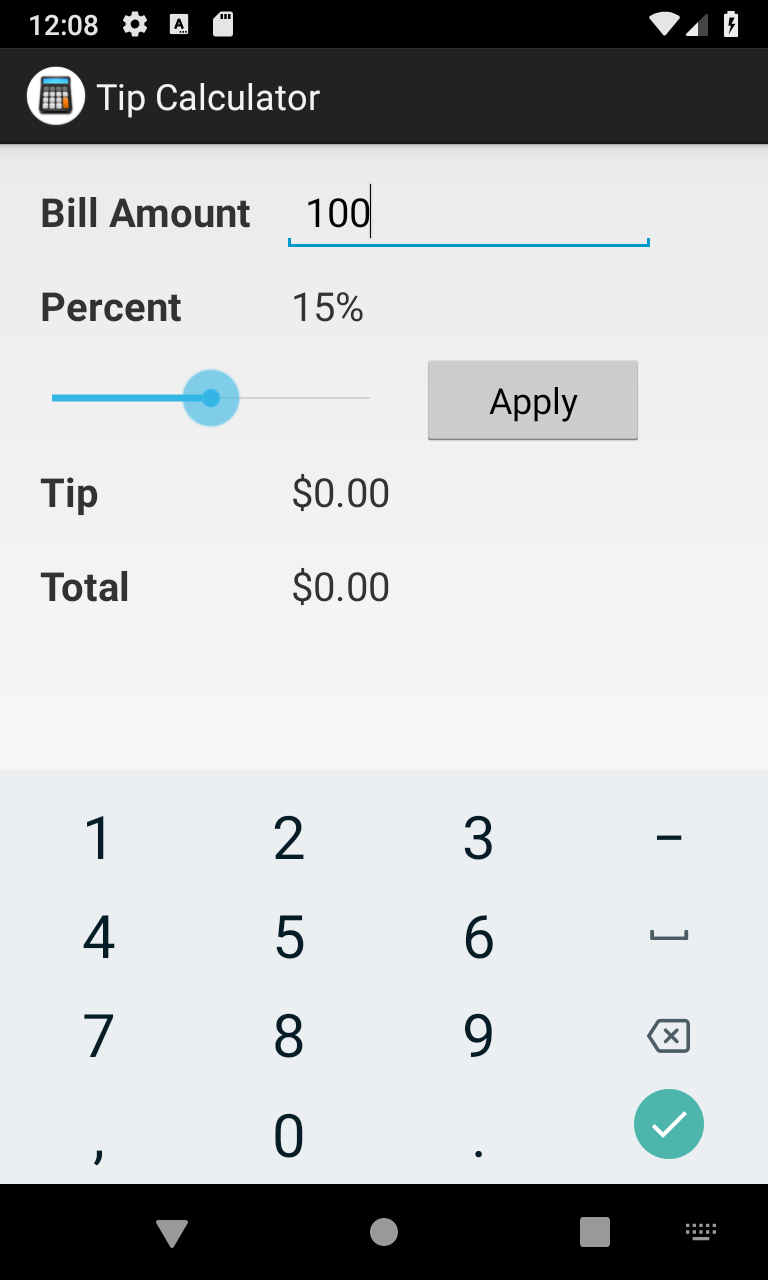 12:08
Tip Calculator
Bill Amount 100
Percent 15%
Apply
Tip $0.00
Total $0.00
1 2 3 –
4 5 6
7 8 9
, 0 .